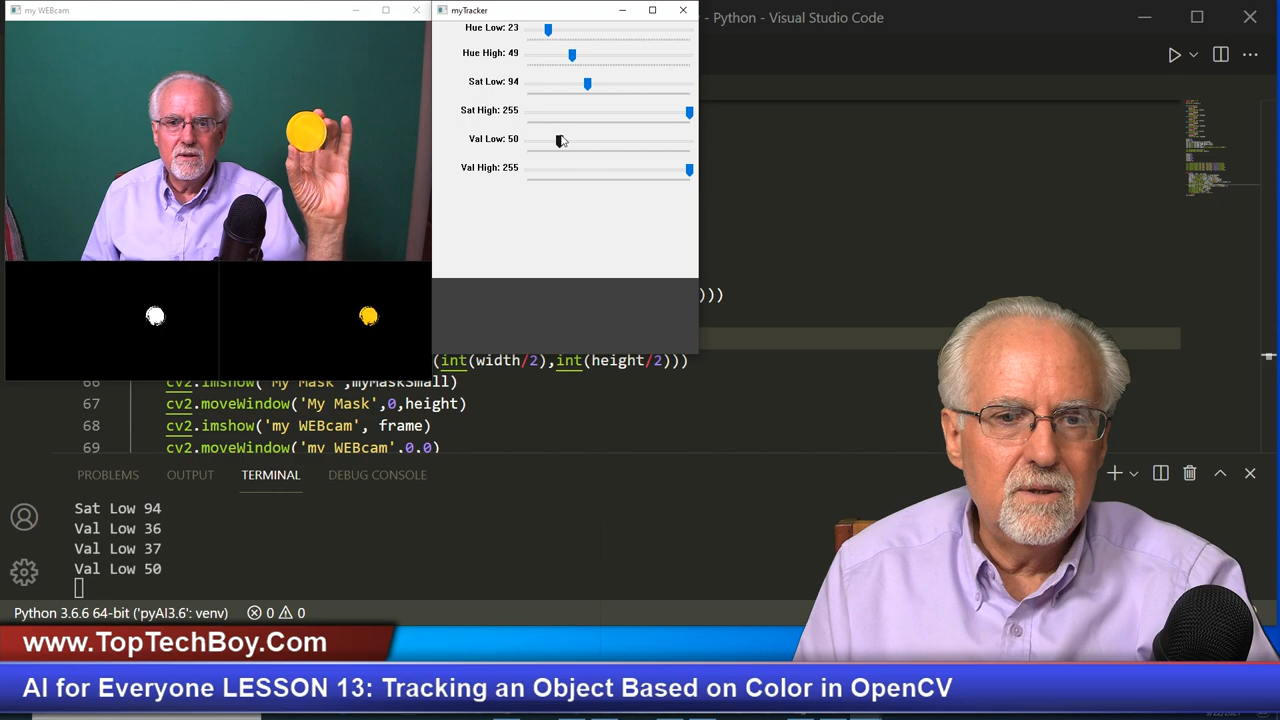 my WEBcam
myTracker
- Python - Visual Studio Code
Hue Low: 23
Hue High: 49
Sat Low: 94
Sat High: 255
Val Low: 50
Val High: 255
)))
(int(width/2),int(height/2)))
66 cv2.imshow('My Mask',myMaskSmall)
67 cv2.moveWindow('My Mask',0,height)
68 cv2.imshow('my WEBcam', frame)
69 cv2.moveWindow('my WEBcam',0,0)
PROBLEMS OUTPUT TERMINAL DEBUG CONSOLE
Sat Low 94
Val Low 36
Val Low 37
Val Low 50
Python 3.6.6 64-bit ('pyAI3.6': venv) 0 0
www.TopTechBoy.Com
AI for Everyone LESSON 13: Tracking an Object Based on Color in OpenCV